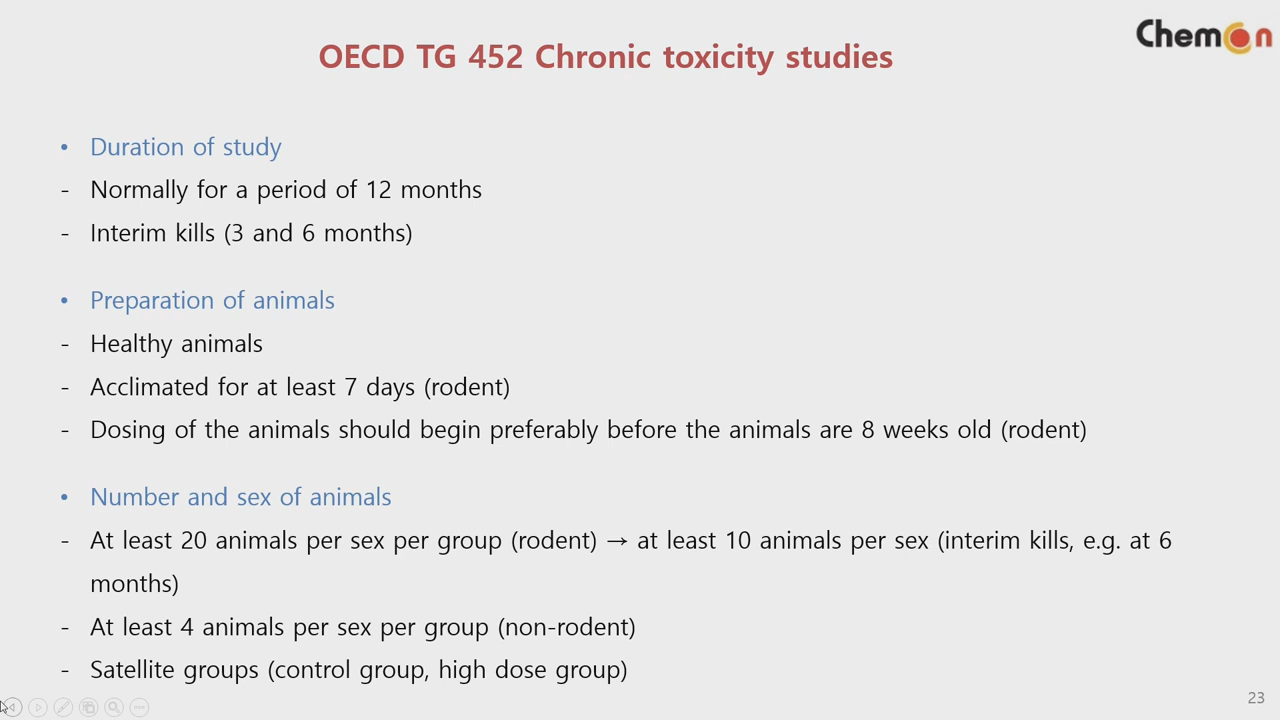 ChemOn
OECD TG 452 Chronic toxicity studies
• Duration of study
- Normally for a period of 12 months
- Interim kills (3 and 6 months)
• Preparation of animals
- Healthy animals
- Acclimated for at least 7 days (rodent)
- Dosing of the animals should begin preferably before the animals are 8 weeks old (rodent)
• Number and sex of animals
- At least 20 animals per sex per group (rodent) → at least 10 animals per sex (interim kills, e.g. at 6
months)
- At least 4 animals per sex per group (non-rodent)
- Satellite groups (control group, high dose group)
23